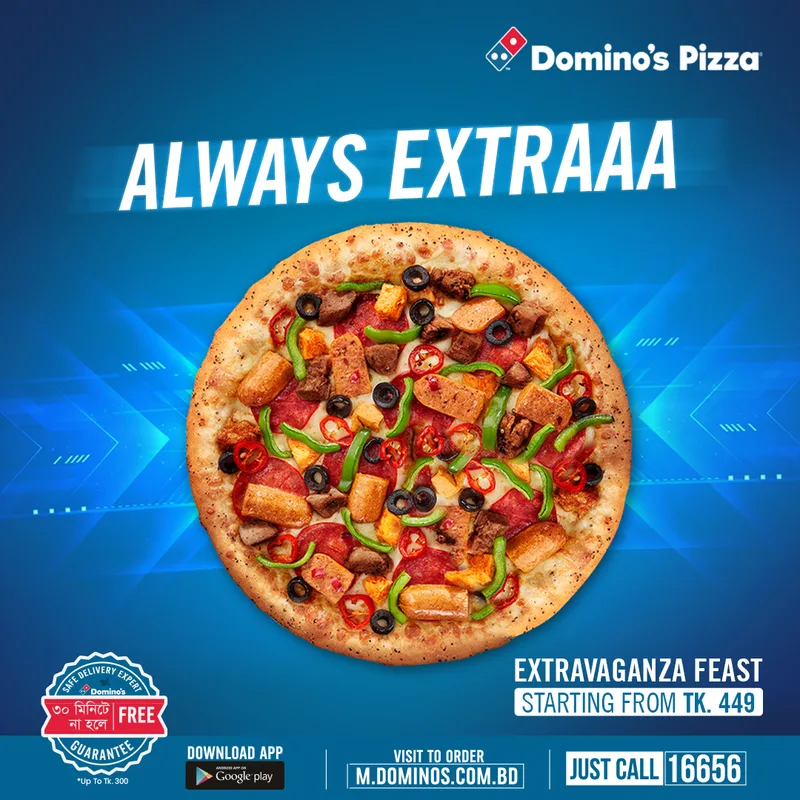 Domino's Pizza
ALWAYS EXTRAAA
EXTRAVAGANZA FEAST
STARTING FROM TK. 449
SAFE DELIVERY EXPERT
Domino's
৩০ মিনিটে
না হলে
FREE
GUARANTEE
*Up To Tk. 300
DOWNLOAD APP
ANDROID APP ON
Google play
VISIT TO ORDER
M.DOMINOS.COM.BD
JUST CALL 16656